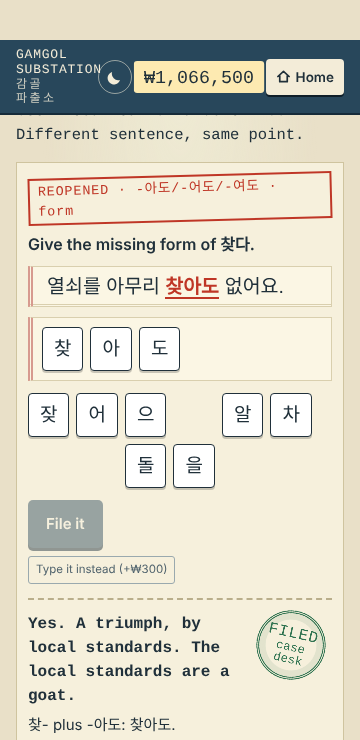 GAMGOL
SUBSTATION
감골
파출소
₩1,066,500
Home
Different sentence, same point.
REOPENED · -아도/-어도/-여도 ·
form
Give the missing form of 찾다.
열쇠를 아무리 찾아도 없어요.
찾 아 도
잦 어 으 알 차
돌 을
File it
Type it instead (+₩300)
Yes. A triumph, by
local standards. The
local standards are a
goat.
FILED
case
desk
찾- plus -아도: 찾아도.